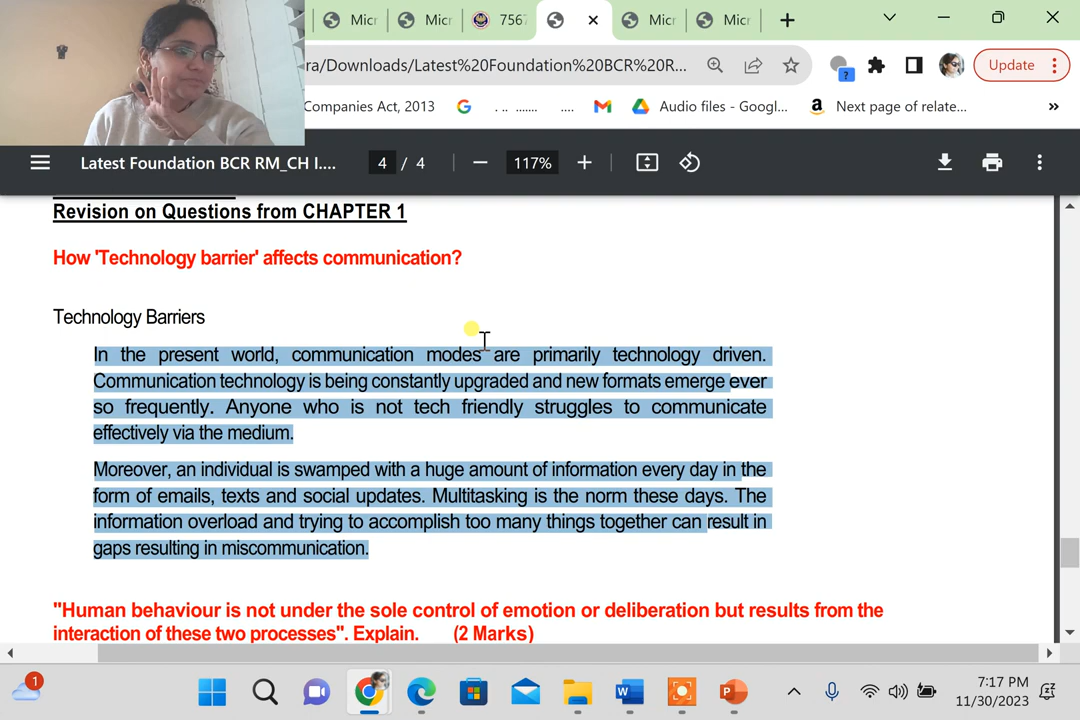 Micr
Micr
7567
Micr
Micr
ra/Downloads/Latest%20Foundation%20BCR%20R...
Update
Companies Act, 2013
.. ....... ....
Audio files - Googl...
Next page of relate...
Latest Foundation BCR RM_CH I....
4 / 4
117%
Revision on Questions from CHAPTER 1
How 'Technology barrier' affects communication?
Technology Barriers
In the present world, communication modes are primarily technology driven.
Communication technology is being constantly upgraded and new formats emerge ever
so frequently. Anyone who is not tech friendly struggles to communicate
effectively via the medium.
Moreover, an individual is swamped with a huge amount of information every day in the
form of emails, texts and social updates. Multitasking is the norm these days. The
information overload and trying to accomplish too many things together can result in
gaps resulting in miscommunication.
"Human behaviour is not under the sole control of emotion or deliberation but results from the
interaction of these two processes". Explain. (2 Marks)
1
7:17 PM
11/30/2023